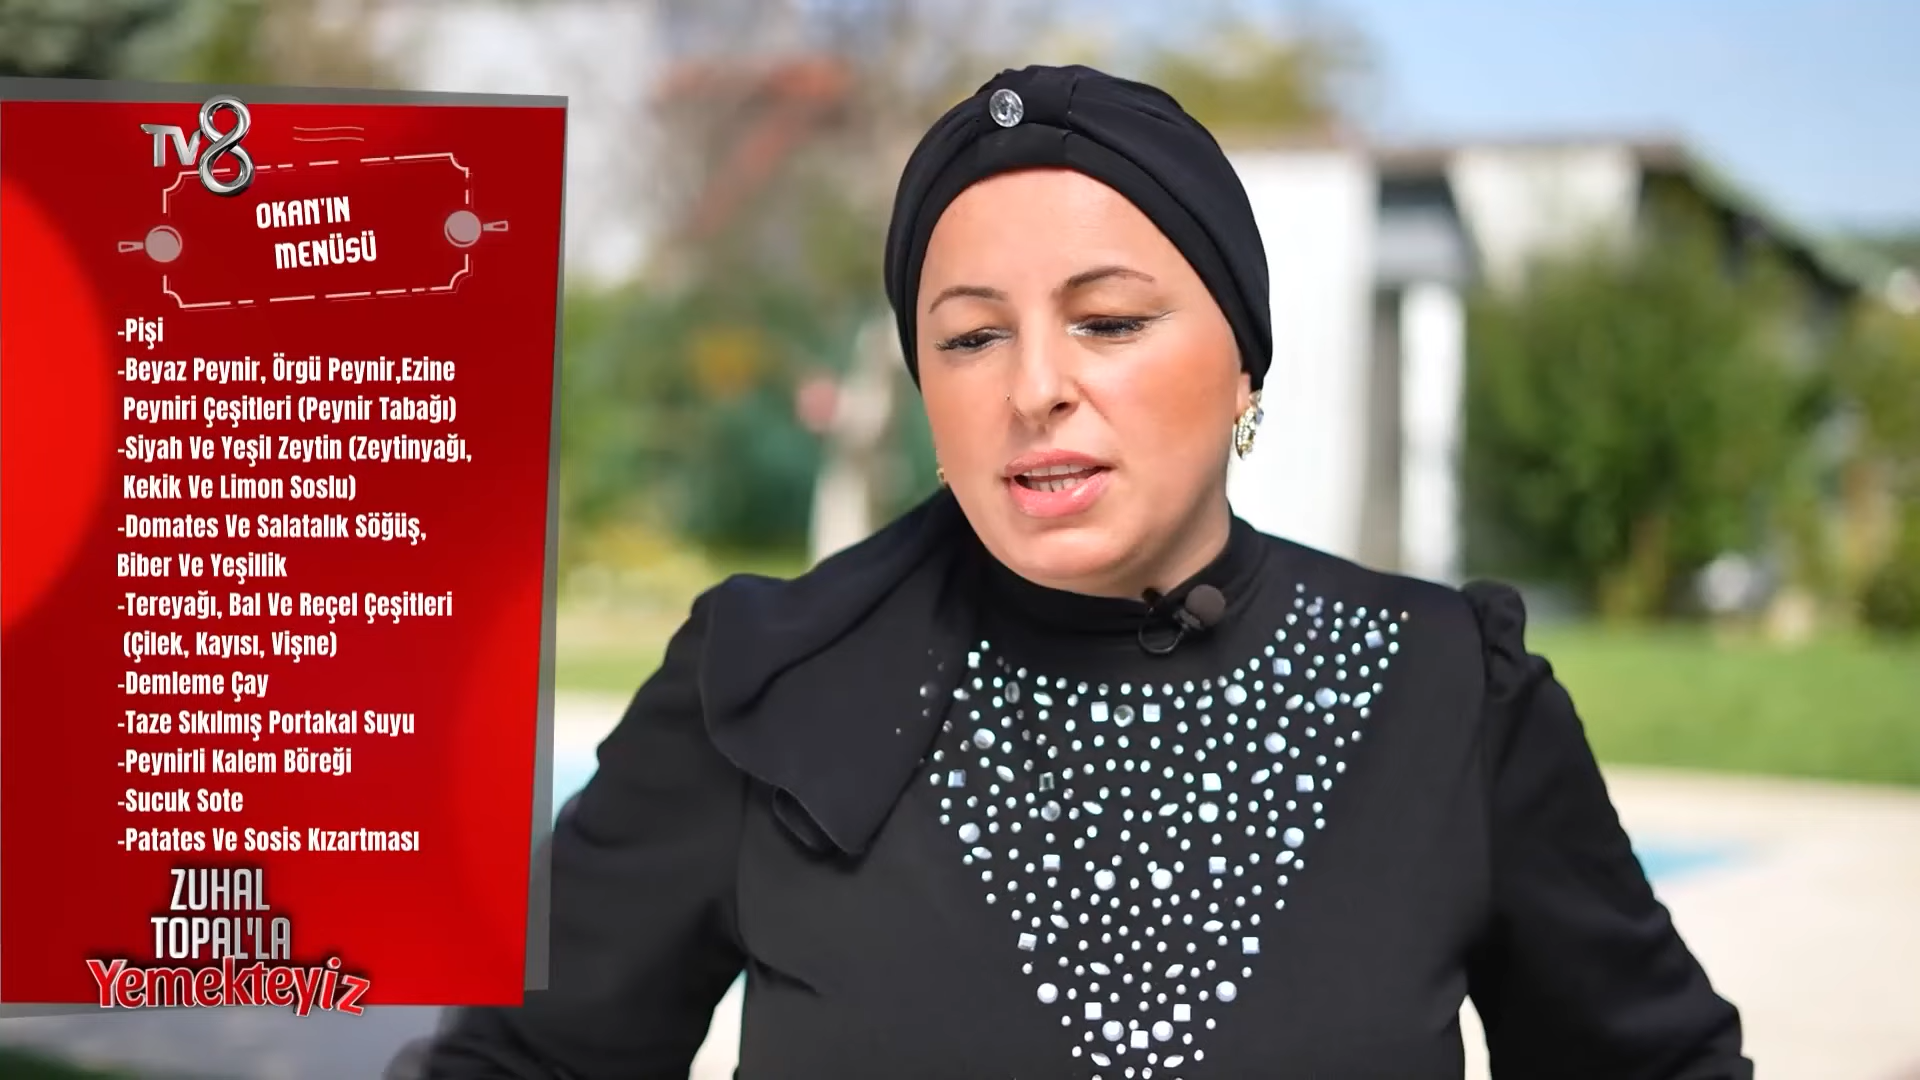 TV8
OKAN'IN
MENÜSÜ
-Pişi
-Beyaz Peynir, Örgü Peynir,Ezine
Peyniri Çeşitleri (Peynir Tabağı)
-Siyah Ve Yeşil Zeytin (Zeytinyağı,
Kekik Ve Limon Soslu)
-Domates Ve Salatalık Söğüş,
Biber Ve Yeşillik
-Tereyağı, Bal Ve Reçel Çeşitleri
(Çilek, Kayısı, Vişne)
-Demleme Çay
-Taze Sıkılmış Portakal Suyu
-Peynirli Kalem Böreği
-Sucuk Sote
-Patates Ve Sosis Kızartması
ZUHAL
TOPAL'LA
Yemekteyiz